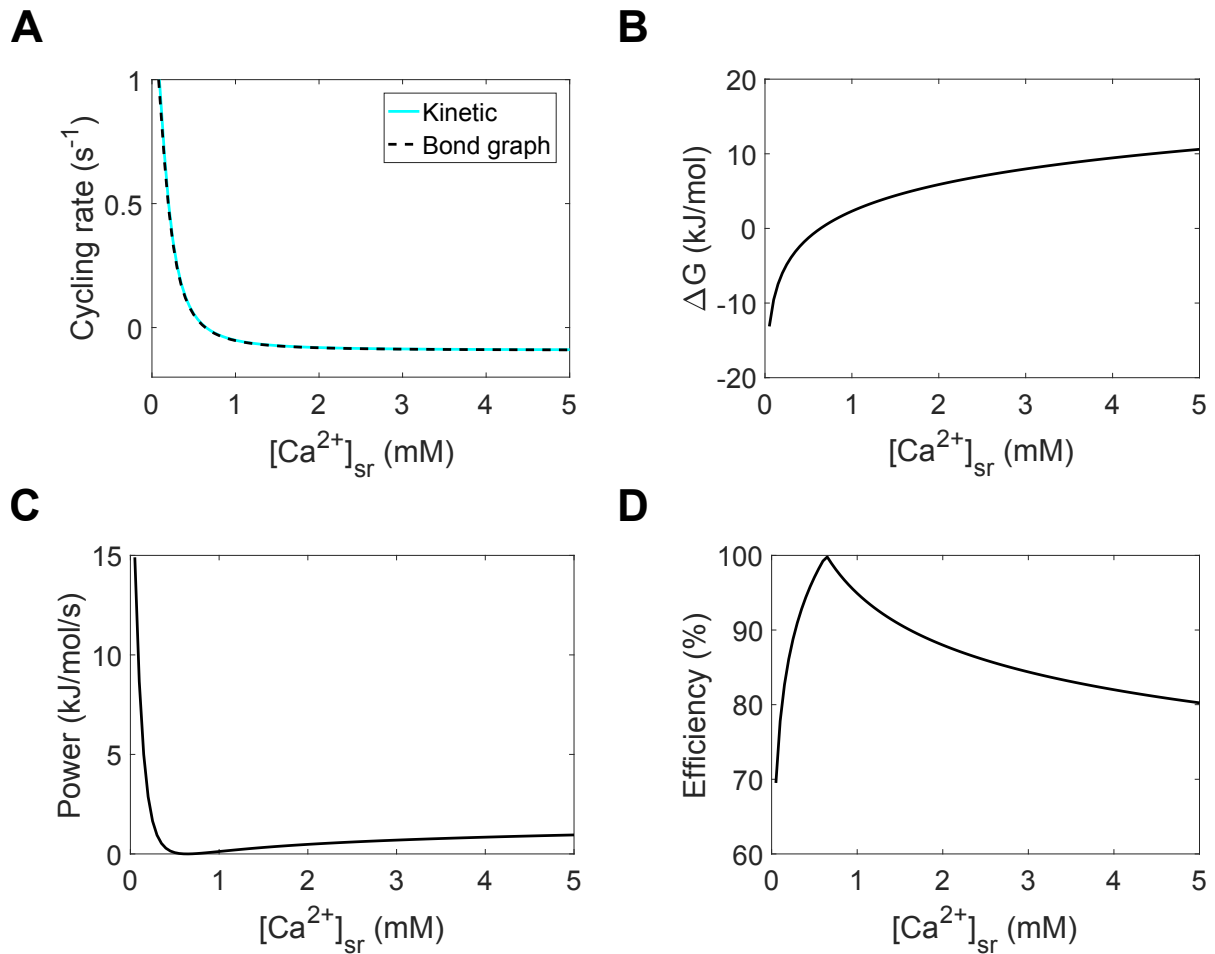 A
Cycling rate (s⁻¹)
1
0.5
0
Kinetic
Bond graph
0 1 2 3 4 5
[Ca²⁺]sr (mM)
B
ΔG (kJ/mol)
20
10
0
-10
-20
0 1 2 3 4 5
[Ca²⁺]sr (mM)
C
Power (kJ/mol/s)
15
10
5
0
0 1 2 3 4 5
[Ca²⁺]sr (mM)
D
Efficiency (%)
100
90
80
70
60
0 1 2 3 4 5
[Ca²⁺]sr (mM)